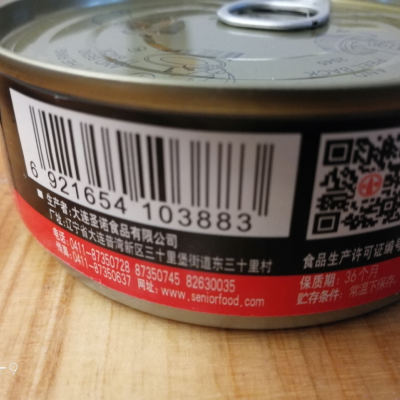 6 921654 103883
■ 生产者:大连圣诺食品有限公司
厂址:辽宁省大连普湾新区三十里堡街道东三十里村
电话:0411-87350728 87350745 82630035
传真:0411-87350637 网址:www.seniorfood.com
食品生产许可证编号
保质期:36个月
贮存条件:常温下保存